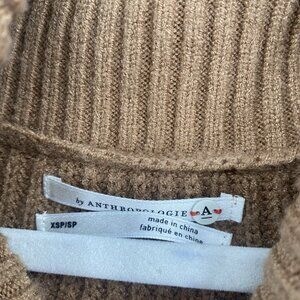 by ANTHROPOLOGIE A
XSP/SP
made in china
fabriqué en chine